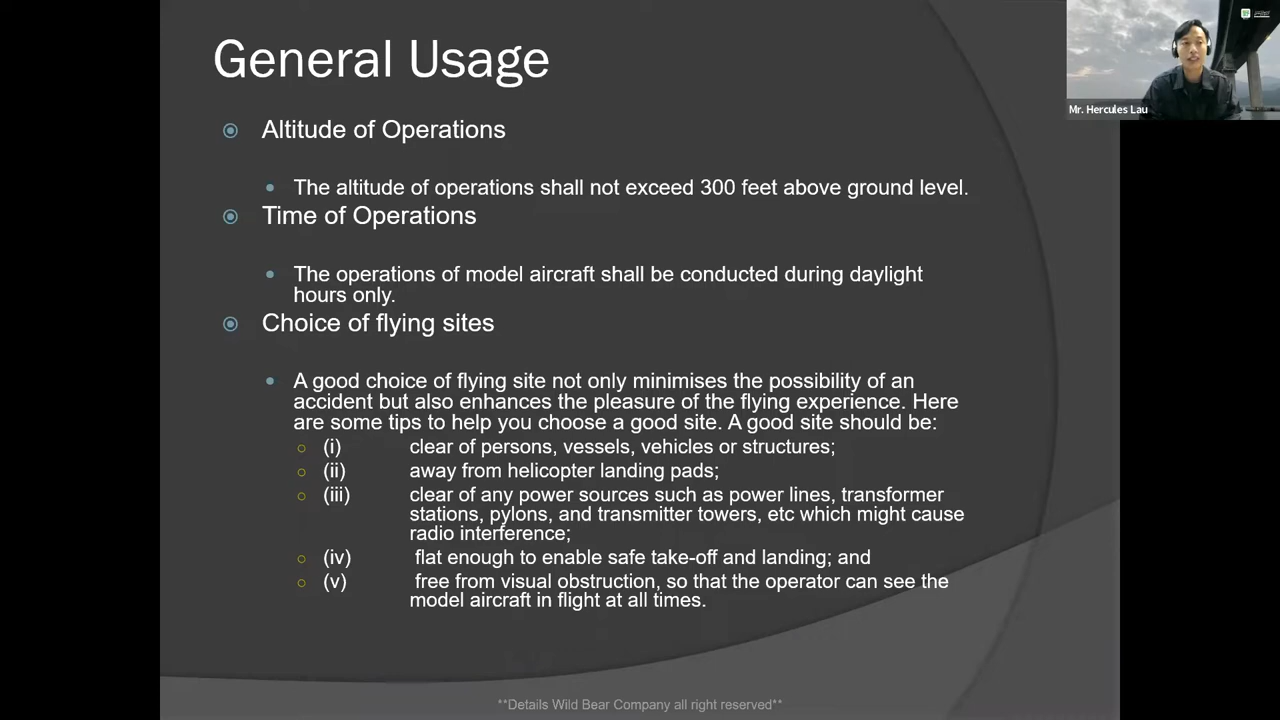 General Usage
Mr. Hercules Lau
Altitude of Operations
The altitude of operations shall not exceed 300 feet above ground level.
Time of Operations
The operations of model aircraft shall be conducted during daylight
hours only.
Choice of flying sites
A good choice of flying site not only minimises the possibility of an
accident but also enhances the pleasure of the flying experience. Here
are some tips to help you choose a good site. A good site should be:
(i) clear of persons, vessels, vehicles or structures;
(ii) away from helicopter landing pads;
(iii) clear of any power sources such as power lines, transformer
stations, pylons, and transmitter towers, etc which might cause
radio interference;
(iv) flat enough to enable safe take-off and landing; and
(v) free from visual obstruction, so that the operator can see the
model aircraft in flight at all times.
**Details Wild Bear Company all right reserved**